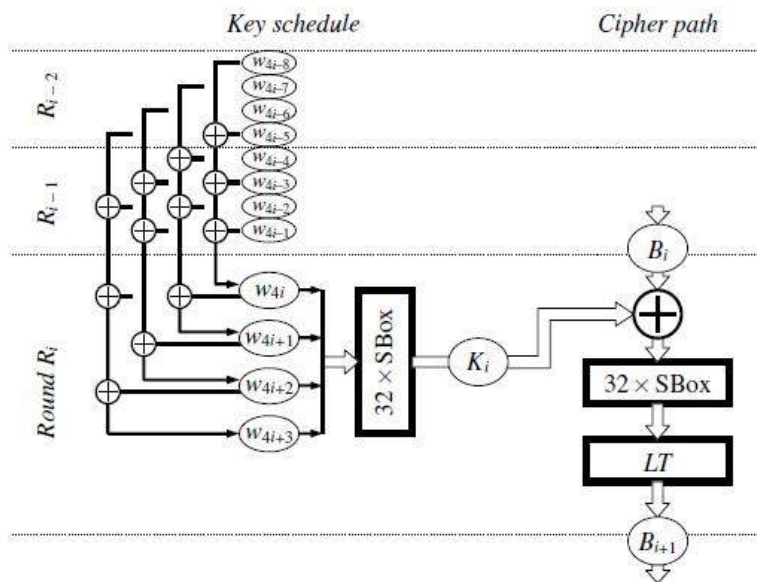 Key schedule
Cipher path
R_{i-2}
w_{4i-8}
w_{4i-7}
w_{4i-6}
w_{4i-5}
R_{i-1}
w_{4i-4}
w_{4i-3}
w_{4i-2}
w_{4i-1}
B_i
Round R_i
w_{4i}
w_{4i+1}
w_{4i+2}
w_{4i+3}
32 × SBox
K_i
32 × SBox
LT
B_{i+1}